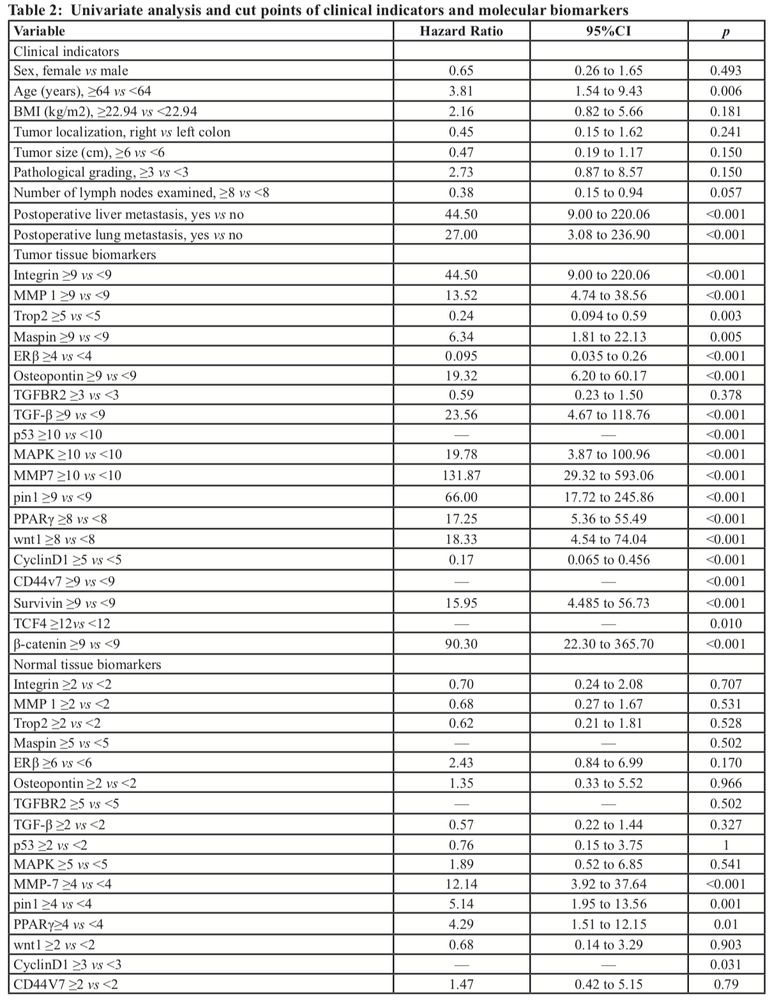 Table 2: Univariate analysis and cut points of clinical indicators and molecular biomarkers
Variable Hazard Ratio 95%CI p
Clinical indicators
Sex, female vs male 0.65 0.26 to 1.65 0.493
Age (years), ≥64 vs <64 3.81 1.54 to 9.43 0.006
BMI (kg/m2), ≥22.94 vs <22.94 2.16 0.82 to 5.66 0.181
Tumor localization, right vs left colon 0.45 0.15 to 1.62 0.241
Tumor size (cm), ≥6 vs <6 0.47 0.19 to 1.17 0.150
Pathological grading, ≥3 vs <3 2.73 0.87 to 8.57 0.150
Number of lymph nodes examined, ≥8 vs <8 0.38 0.15 to 0.94 0.057
Postoperative liver metastasis, yes vs no 44.50 9.00 to 220.06 <0.001
Postoperative lung metastasis, yes vs no 27.00 3.08 to 236.90 <0.001
Tumor tissue biomarkers
Integrin ≥9 vs <9 44.50 9.00 to 220.06 <0.001
MMP 1 ≥9 vs <9 13.52 4.74 to 38.56 <0.001
Trop2 ≥5 vs <5 0.24 0.094 to 0.59 0.003
Maspin ≥9 vs <9 6.34 1.81 to 22.13 0.005
ERβ ≥4 vs <4 0.095 0.035 to 0.26 <0.001
Osteopontin ≥9 vs <9 19.32 6.20 to 60.17 <0.001
TGFBR2 ≥3 vs <3 0.59 0.23 to 1.50 0.378
TGF-β ≥9 vs <9 23.56 4.67 to 118.76 <0.001
p53 ≥10 vs <10 — — <0.001
MAPK ≥10 vs <10 19.78 3.87 to 100.96 <0.001
MMP7 ≥10 vs <10 131.87 29.32 to 593.06 <0.001
pin1 ≥9 vs <9 66.00 17.72 to 245.86 <0.001
PPARγ ≥8 vs <8 17.25 5.36 to 55.49 <0.001
wnt1 ≥8 vs <8 18.33 4.54 to 74.04 <0.001
CyclinD1 ≥5 vs <5 0.17 0.065 to 0.456 <0.001
CD44v7 ≥9 vs <9 — — <0.001
Survivin ≥9 vs <9 15.95 4.485 to 56.73 <0.001
TCF4 ≥12vs <12 — — 0.010
β-catenin ≥9 vs <9 90.30 22.30 to 365.70 <0.001
Normal tissue biomarkers
Integrin ≥2 vs <2 0.70 0.24 to 2.08 0.707
MMP 1 ≥2 vs <2 0.68 0.27 to 1.67 0.531
Trop2 ≥2 vs <2 0.62 0.21 to 1.81 0.528
Maspin ≥5 vs <5 — — 0.502
ERβ ≥6 vs <6 2.43 0.84 to 6.99 0.170
Osteopontin ≥2 vs <2 1.35 0.33 to 5.52 0.966
TGFBR2 ≥5 vs <5 — — 0.502
TGF-β ≥2 vs <2 0.57 0.22 to 1.44 0.327
p53 ≥2 vs <2 0.76 0.15 to 3.75 1
MAPK ≥5 vs <5 1.89 0.52 to 6.85 0.541
MMP-7 ≥4 vs <4 12.14 3.92 to 37.64 <0.001
pin1 ≥4 vs <4 5.14 1.95 to 13.56 0.001
PPARγ≥4 vs <4 4.29 1.51 to 12.15 0.01
wnt1 ≥2 vs <2 0.68 0.14 to 3.29 0.903
CyclinD1 ≥3 vs <3 — — 0.031
CD44V7 ≥2 vs <2 1.47 0.42 to 5.15 0.79